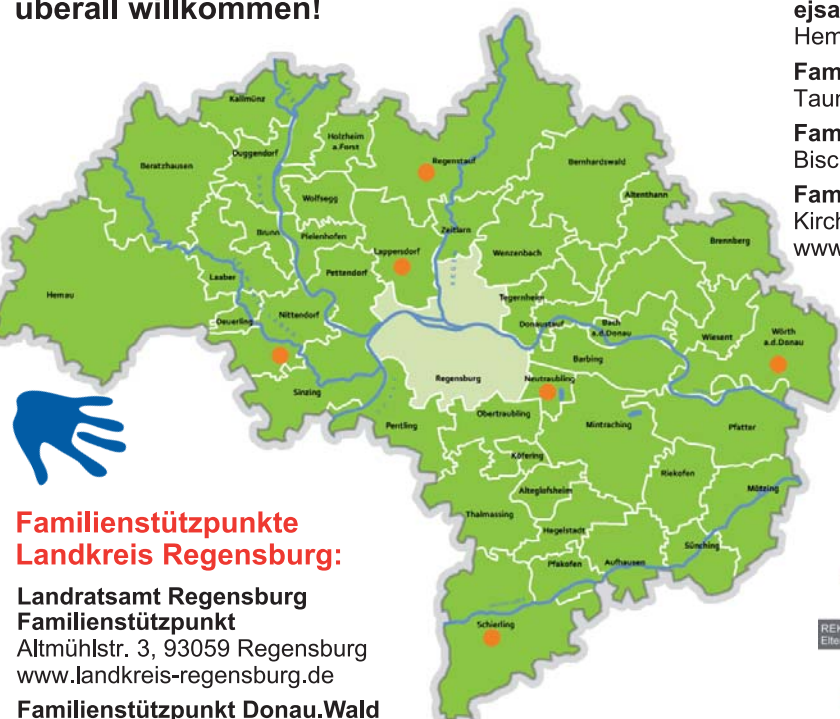 überall willkommen!
ejsa
Hem
Fam
Taun
Fam
Bisc
Fam
Kirch
www
Kallmünz
Holzheim
a.Forst
Duggendorf
Beratzhausen
Regenstauf
Bernhardswald
Wolfsegg
Altenthann
Brunn
Pielenhofen
Zeitlarn
Brennberg
Lappersdorf
Wenzenbach
Laaber
Pettendorf
Hemau
Tegernheim
Deuerling
Nittendorf
Donaustauf
Bach
a.d.Donau
Wiesent
Wörth
a.d.Donau
Barbing
Regensburg
Neutraubling
Sinzing
Obertraubling
Pentling
Mintraching
Pfatter
Köfering
Riekofen
Alteglofsheim
Mötzing
Thalmassing
Hagelstadt
Sünching
Pfakofen
Aufhausen
Schierling
Familienstützpunkte
Landkreis Regensburg:
Landratsamt Regensburg
Familienstützpunkt
Altmühlstr. 3, 93059 Regensburg
www.landkreis-regensburg.de
Familienstützpunkt Donau.Wald
REK
Elte